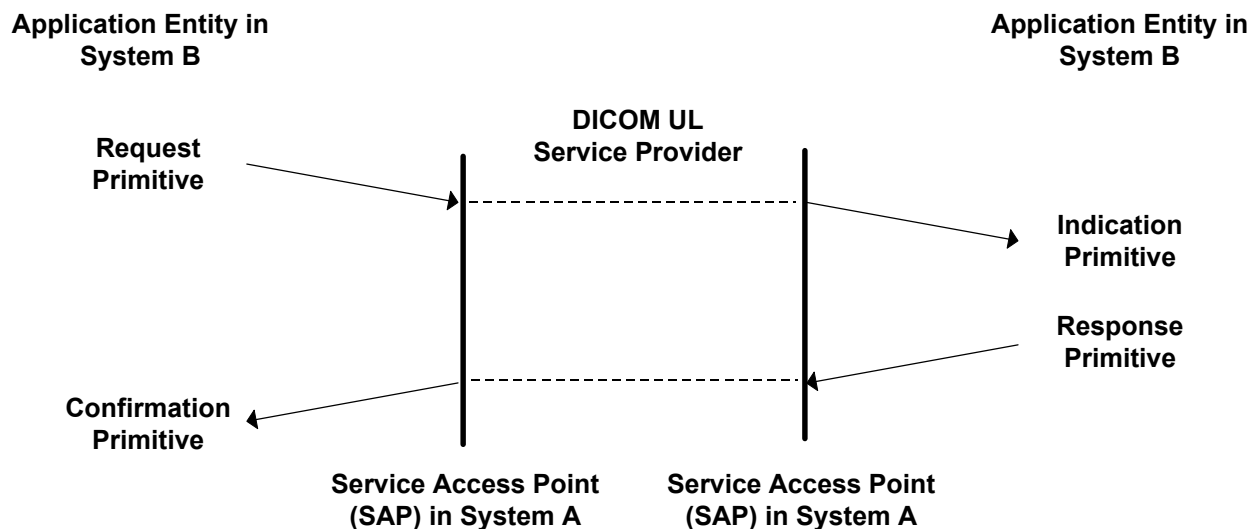 Application Entity in
System B
Application Entity in
System B
DICOM UL
Service Provider
Request
Primitive
Indication
Primitive
Response
Primitive
Confirmation
Primitive
Service Access Point
(SAP) in System A
Service Access Point
(SAP) in System A